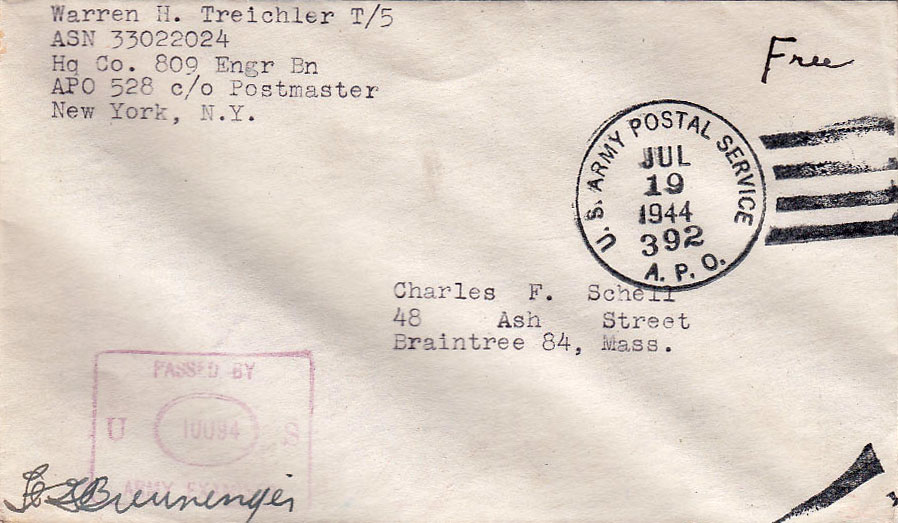 Warren H. Treichler T/5
ASN 33022024
Hq Co. 809 Engr Bn
APO 528 c/o Postmaster
New York, N.Y.
Free
U.S. ARMY POSTAL SERVICE
JUL
19
1944
392
A.P.O.
Charles F. Schell
48 Ash Street
Braintree 84, Mass.
PASSED BY
U 10094 S
ARMY